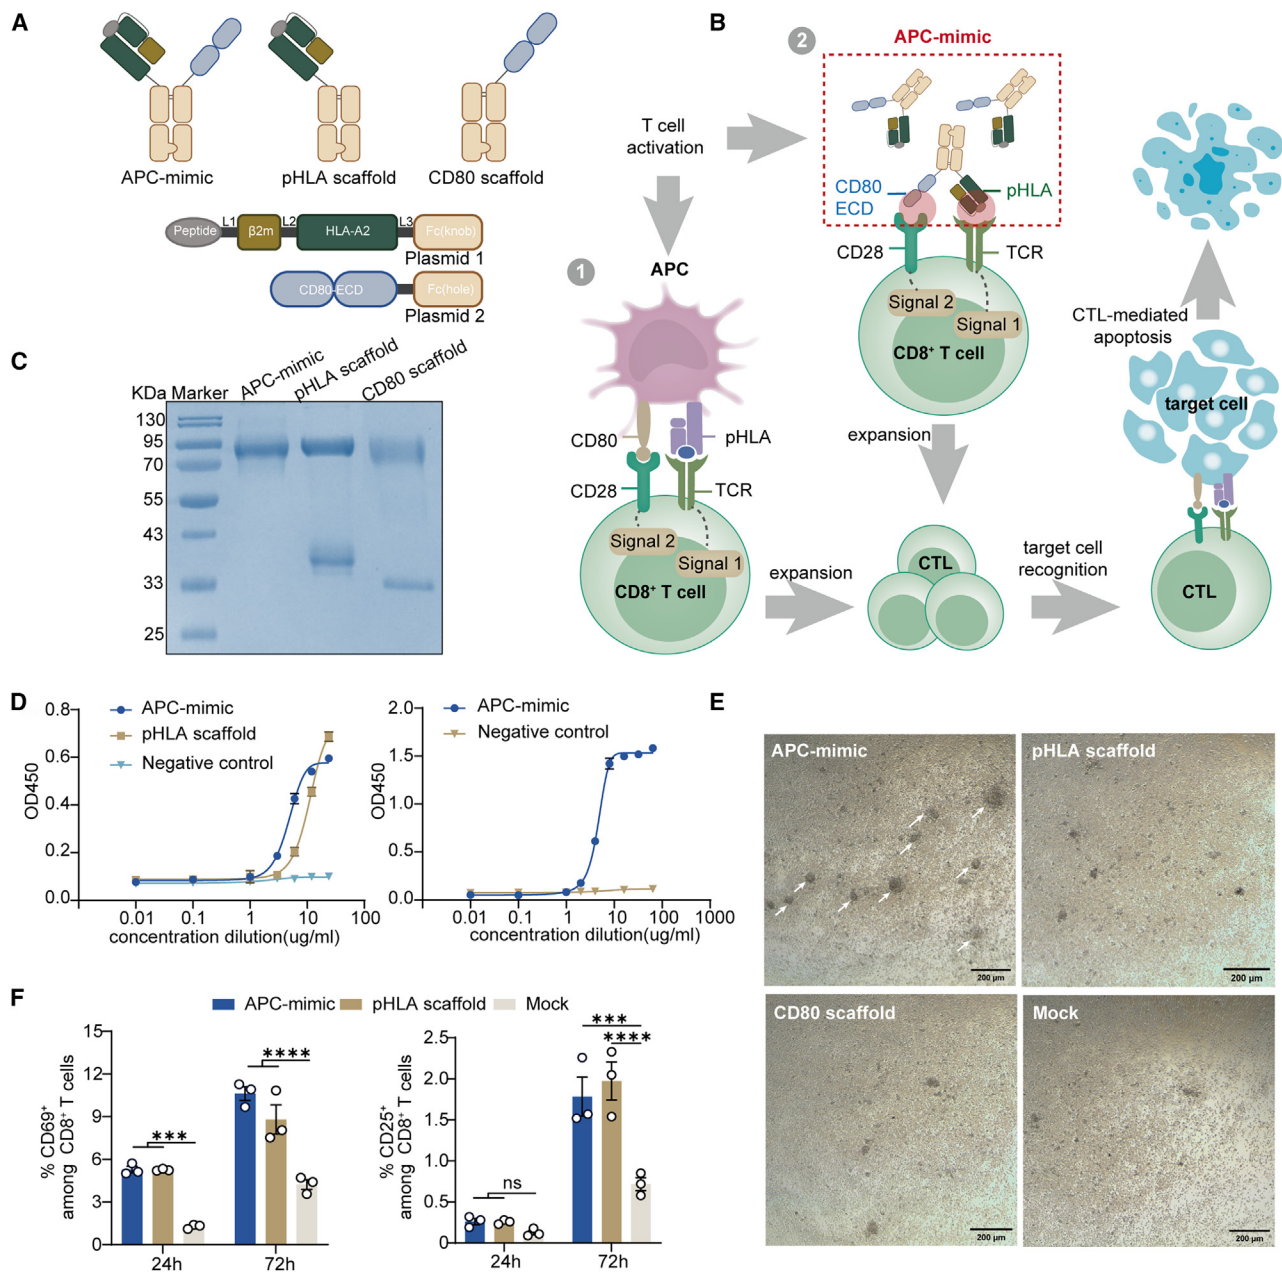 A
APC-mimic
pHLA scaffold
CD80 scaffold
Peptide
L1
β2m
L2
HLA-A2
L3
Fc(knob)
Plasmid 1
CD80-ECD
Fc(hole)
Plasmid 2
B
2
APC-mimic
T cell
activation
CD80
ECD
pHLA
CD28
TCR
Signal 2
Signal 1
CD8⁺ T cell
1
APC
CD80
pHLA
CD28
TCR
Signal 2
Signal 1
CD8⁺ T cell
expansion
expansion
CTL
target cell
recognition
CTL-mediated
apoptosis
target cell
CTL
C
KDa
Marker
APC-mimic
pHLA scaffold
CD80 scaffold
130
95
70
55
43
33
25
D
APC-mimic
pHLA scaffold
Negative control
OD450
0.8
0.6
0.4
0.2
0.0
0.01
0.1
1
10
100
concentration dilution(ug/ml)
APC-mimic
Negative control
OD450
2.0
1.5
1.0
0.5
0.0
0.01
0.1
1
10
100
1000
concentration dilution(ug/ml)
E
APC-mimic
200 μm
pHLA scaffold
200 μm
CD80 scaffold
200 μm
Mock
200 μm
F
APC-mimic
pHLA scaffold
Mock
% CD69⁺
among CD8⁺ T cells
15
12
9
6
3
0
***
****
24h
72h
% CD25⁺
among CD8⁺ T cells
2.5
2.0
1.5
1.0
0.5
0
ns
***
****
24h
72h